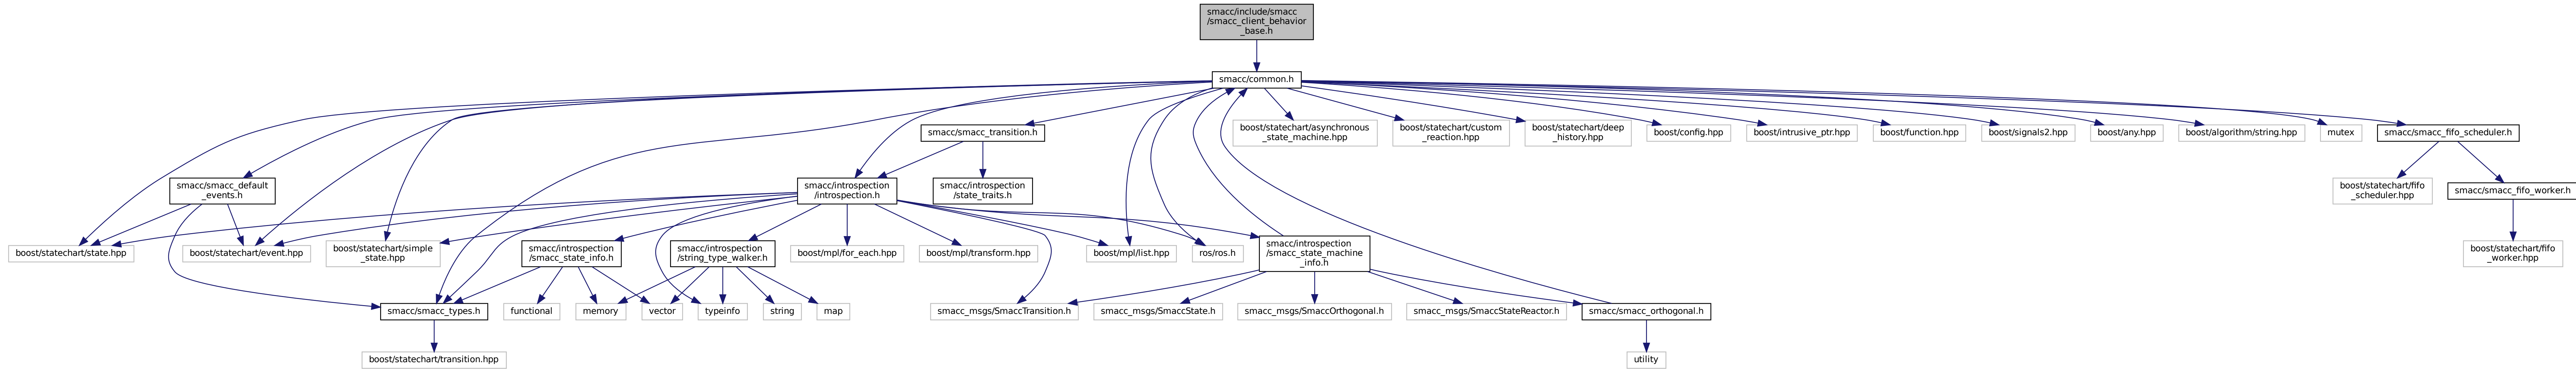 smacc/include/smacc
/smacc_client_behavior
_base.h
smacc/common.h
smacc/smacc_transition.h
boost/statechart/asynchronous
_state_machine.hpp
boost/statechart/custom
_reaction.hpp
boost/statechart/deep
_history.hpp
boost/config.hpp
boost/intrusive_ptr.hpp
boost/function.hpp
boost/signals2.hpp
boost/any.hpp
boost/algorithm/string.hpp
mutex
smacc/smacc_fifo_scheduler.h
smacc/smacc_default
_events.h
smacc/introspection
/introspection.h
smacc/introspection
/state_traits.h
boost/statechart/fifo
_scheduler.hpp
smacc/smacc_fifo_worker.h
boost/statechart/state.hpp
boost/statechart/event.hpp
boost/statechart/simple
_state.hpp
smacc/introspection
/smacc_state_info.h
smacc/introspection
/string_type_walker.h
boost/mpl/for_each.hpp
boost/mpl/transform.hpp
boost/mpl/list.hpp
ros/ros.h
smacc/introspection
/smacc_state_machine
_info.h
boost/statechart/fifo
_worker.hpp
smacc/smacc_types.h
functional
memory
vector
typeinfo
string
map
smacc_msgs/SmaccTransition.h
smacc_msgs/SmaccState.h
smacc_msgs/SmaccOrthogonal.h
smacc_msgs/SmaccStateReactor.h
smacc/smacc_orthogonal.h
boost/statechart/transition.hpp
utility